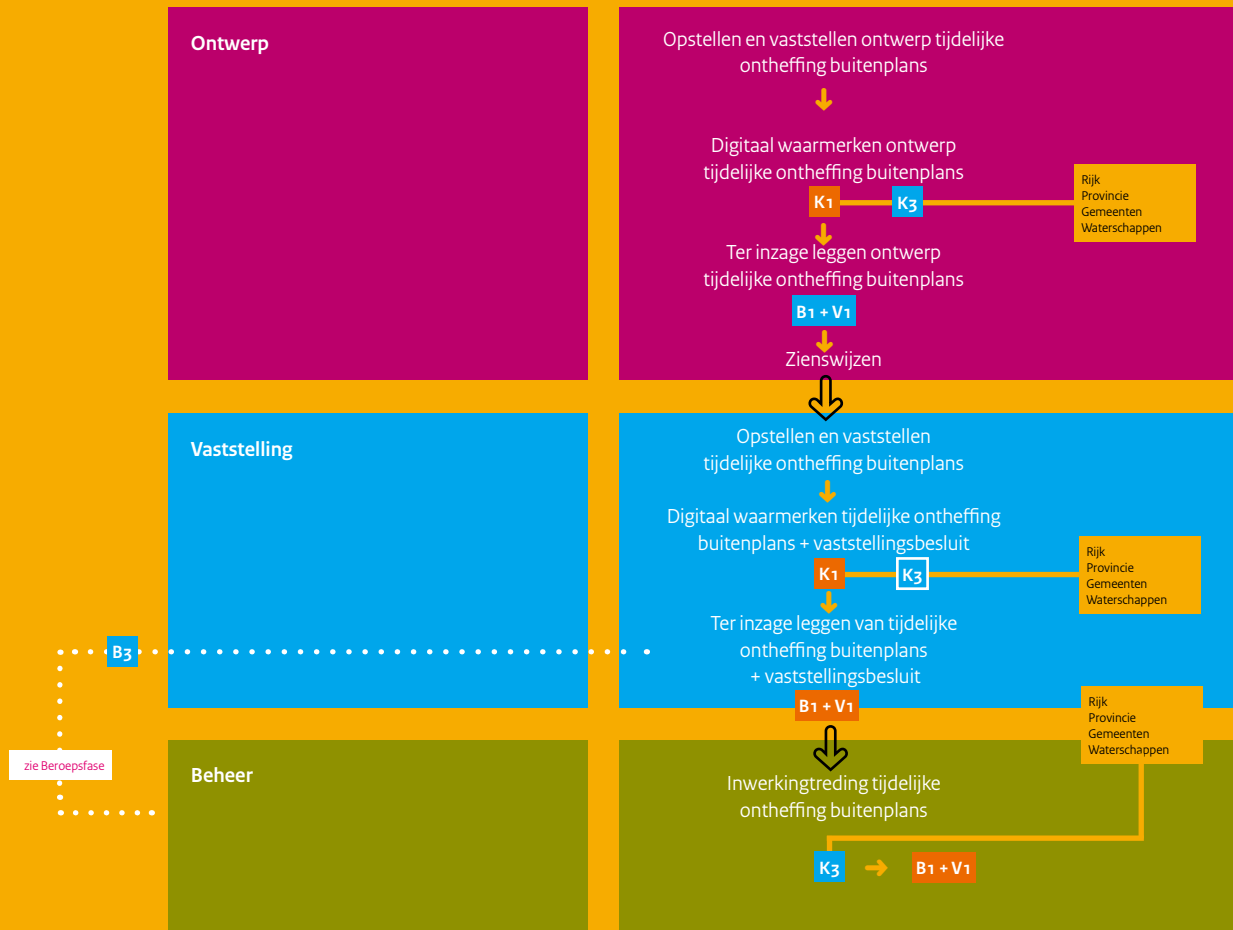 Ontwerp
Opstellen en vaststellen ontwerp tijdelijke
ontheffing buitenplans
Digitaal waarmerken ontwerp
tijdelijke ontheffing buitenplans
K1
K3
Rijk
Provincie
Gemeenten
Waterschappen
Ter inzage leggen ontwerp
tijdelijke ontheffing buitenplans
B1 + V1
Zienswijzen
Vaststelling
Opstellen en vaststellen
tijdelijke ontheffing buitenplans
Digitaal waarmerken tijdelijke ontheffing
buitenplans + vaststellingsbesluit
K1
K3
Rijk
Provincie
Gemeenten
Waterschappen
Ter inzage leggen van tijdelijke
ontheffing buitenplans
+ vaststellingsbesluit
B3
B1 + V1
Rijk
Provincie
Gemeenten
Waterschappen
zie Beroepsfase
Beheer
Inwerkingtreding tijdelijke
ontheffing buitenplans
K3
B1 + V1